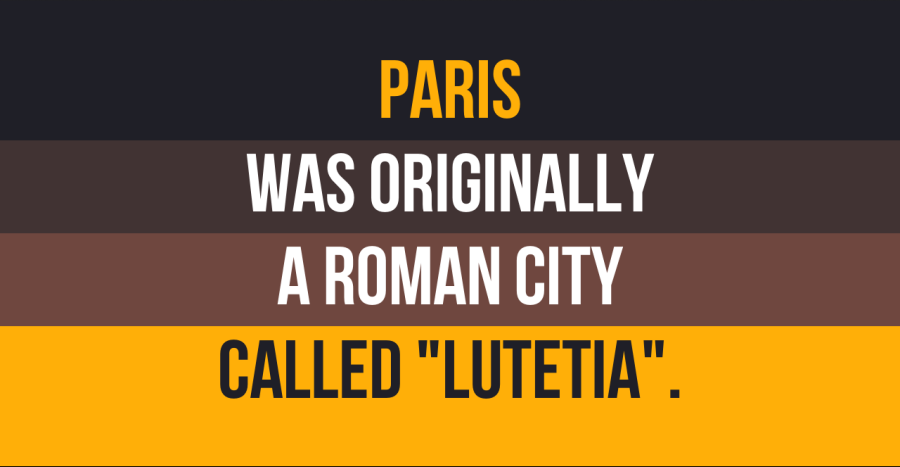 PARIS
WAS ORIGINALLY
A ROMAN CITY
CALLED "LUTETIA".